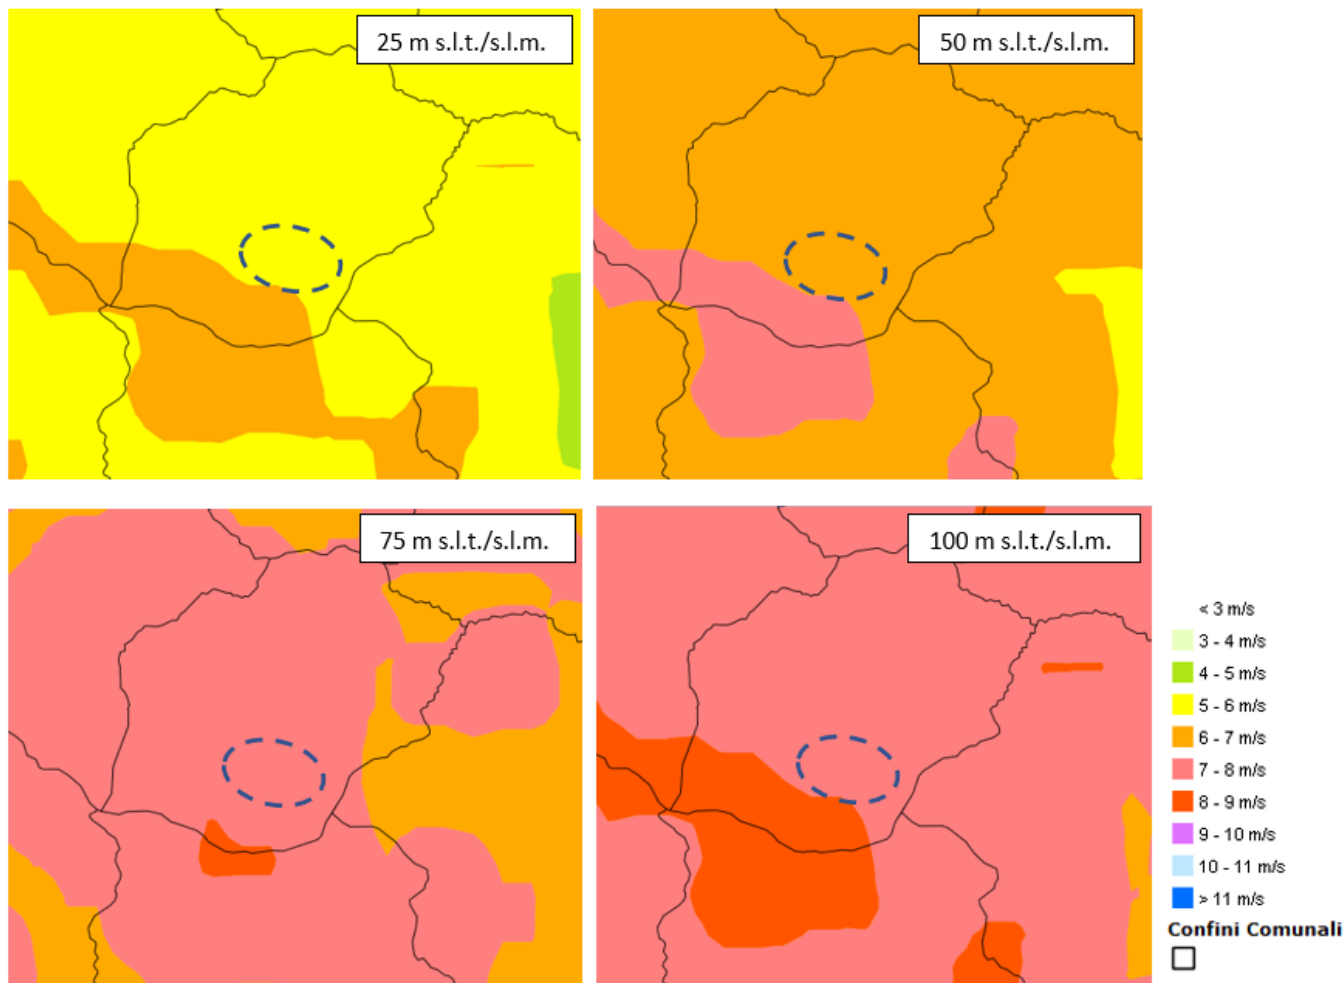 25 m s.l.t./s.l.m.
50 m s.l.t./s.l.m.
75 m s.l.t./s.l.m.
100 m s.l.t./s.l.m.
< 3 m/s
3 - 4 m/s
4 - 5 m/s
5 - 6 m/s
6 - 7 m/s
7 - 8 m/s
8 - 9 m/s
9 - 10 m/s
10 - 11 m/s
> 11 m/s
Confini Comunali